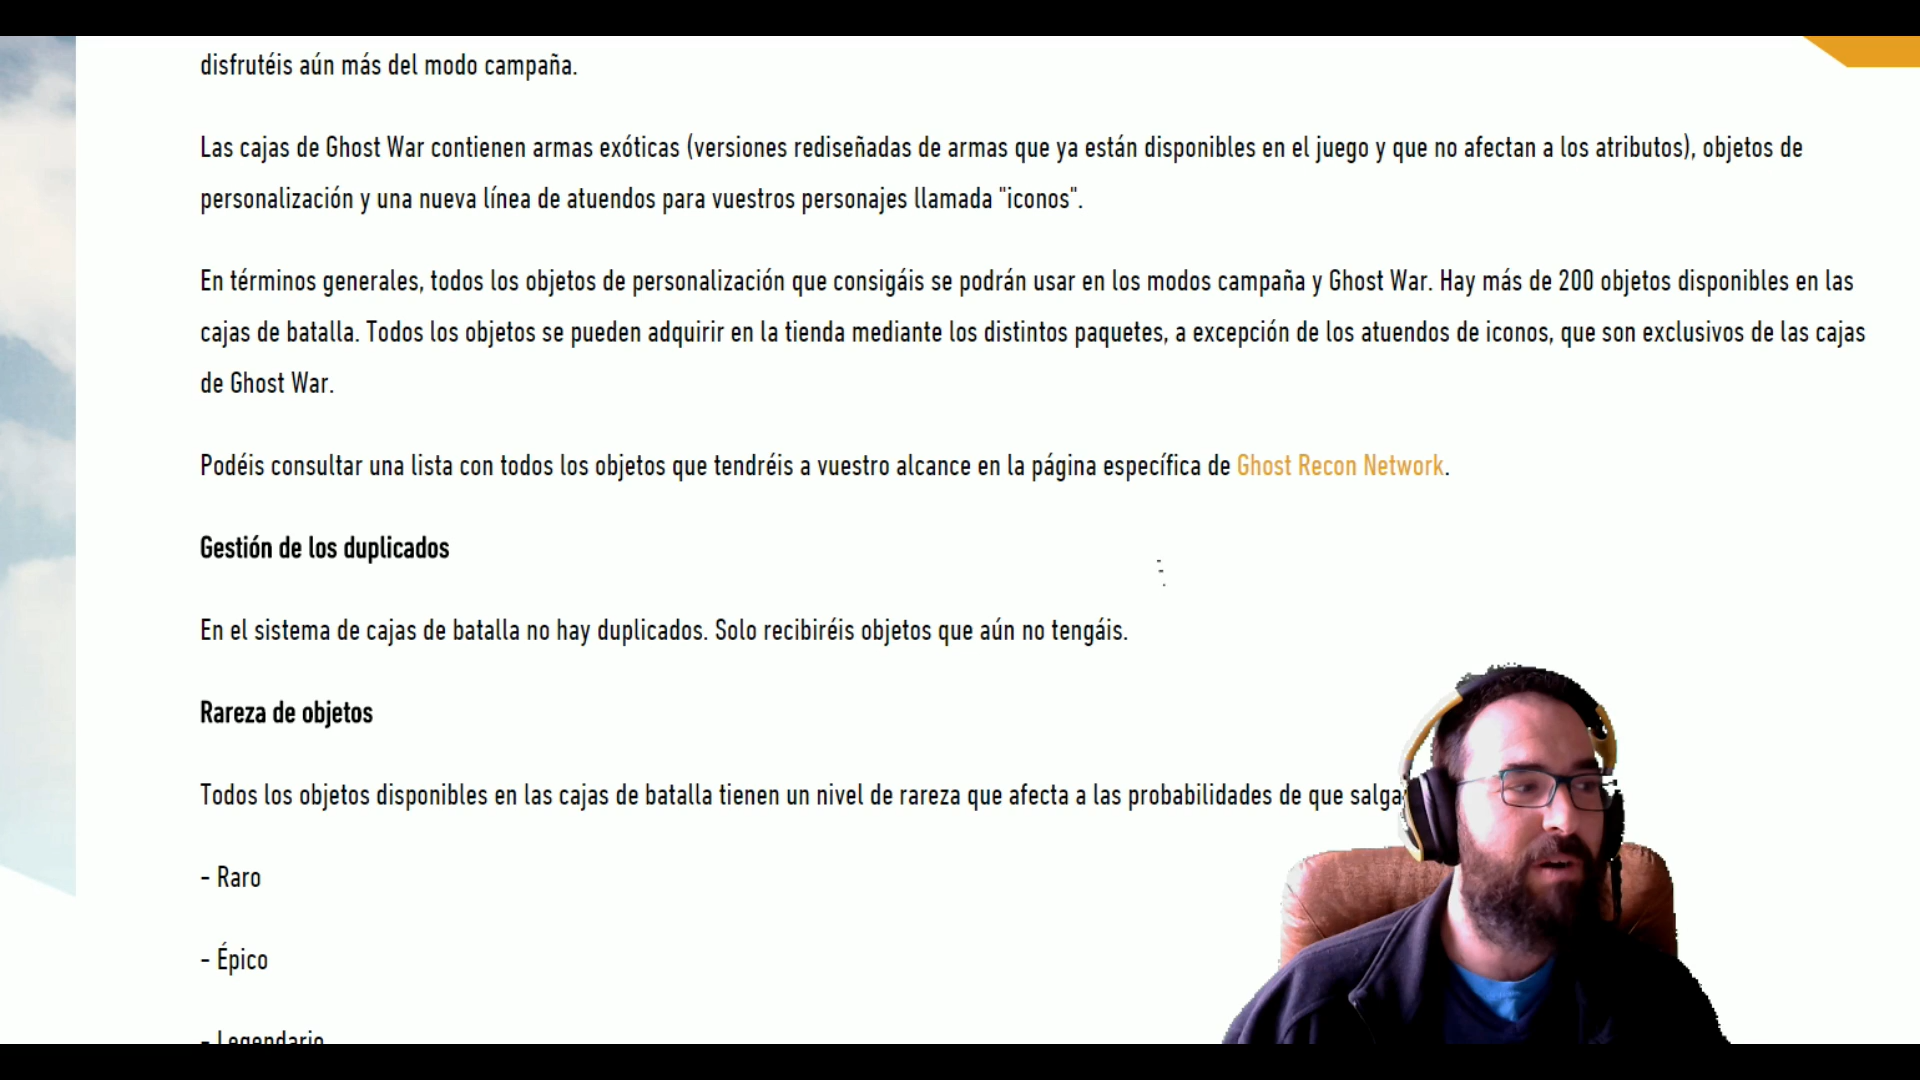 disfrutéis aún más del modo campaña.
Las cajas de Ghost War contienen armas exóticas (versiones rediseñadas de armas que ya están disponibles en el juego y que no afectan a los atributos), objetos de
personalización y una nueva línea de atuendos para vuestros personajes llamada "iconos".
En términos generales, todos los objetos de personalización que consigáis se podrán usar en los modos campaña y Ghost War. Hay más de 200 objetos disponibles en las
cajas de batalla. Todos los objetos se pueden adquirir en la tienda mediante los distintos paquetes, a excepción de los atuendos de iconos, que son exclusivos de las cajas
de Ghost War.
Podéis consultar una lista con todos los objetos que tendréis a vuestro alcance en la página específica de Ghost Recon Network.
Gestión de los duplicados
En el sistema de cajas de batalla no hay duplicados. Solo recibiréis objetos que aún no tengáis.
Rareza de objetos
Todos los objetos disponibles en las cajas de batalla tienen un nivel de rareza que afecta a las probabilidades de que
- Raro
- Épico
- Legendario